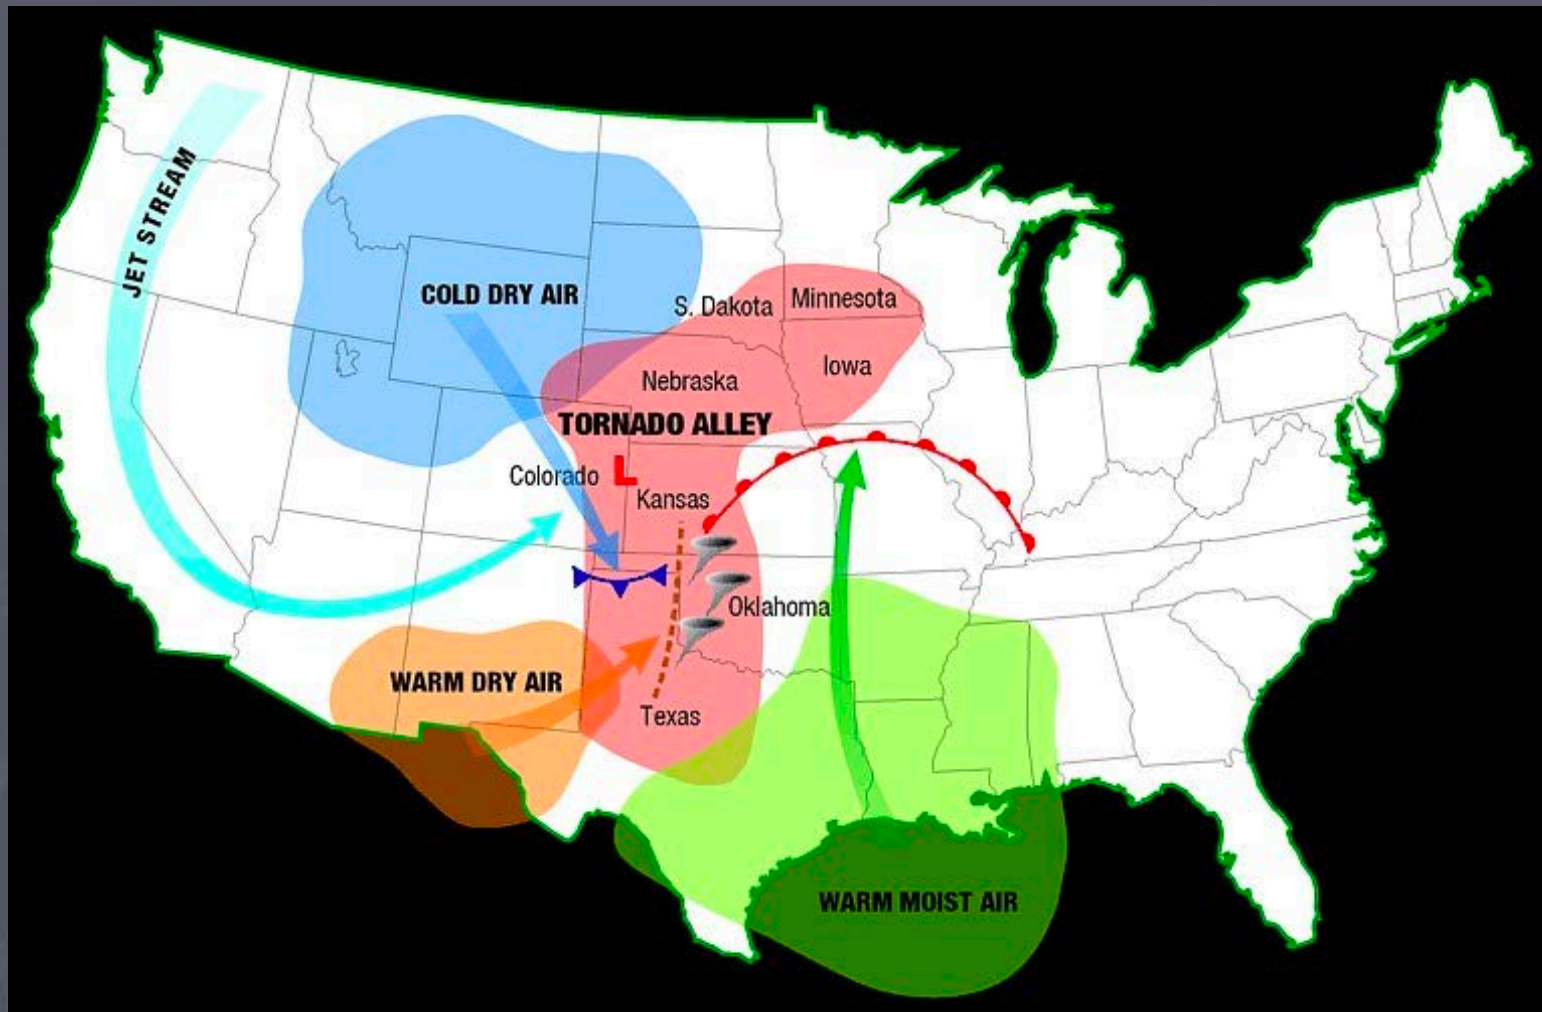 JET STREAM
COLD DRY AIR
S. Dakota
Minnesota
Iowa
Nebraska
TORNADO ALLEY
Colorado
L
Kansas
Oklahoma
WARM DRY AIR
Texas
WARM MOIST AIR